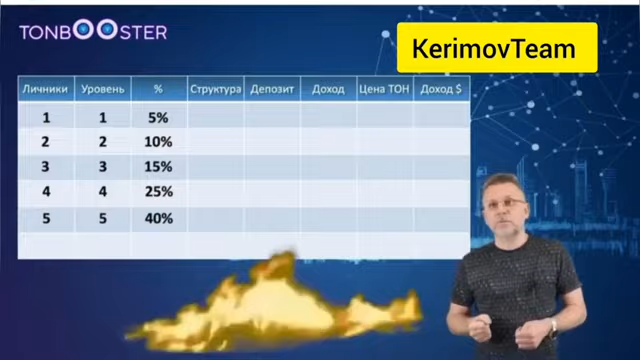 TONBOOSTER
KerimovTeam
Личники Уровень % Структура Депозит Доход Цена ТОН Доход $
1 1 5%
2 2 10%
3 3 15%
4 4 25%
5 5 40%